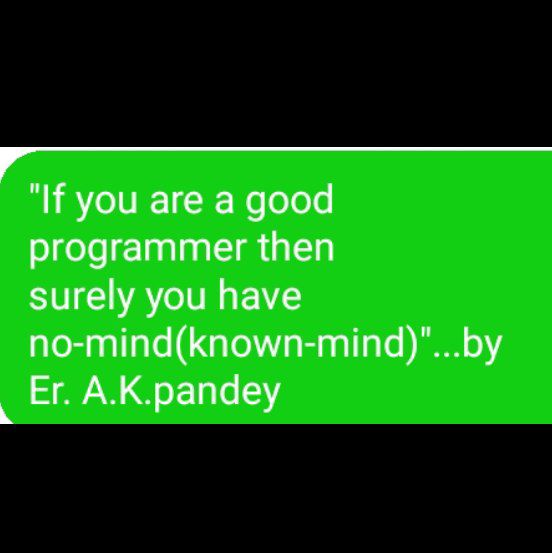 "If you are a good
programmer then
surely you have
no-mind(known-mind)"...by
Er. A.K.pandey